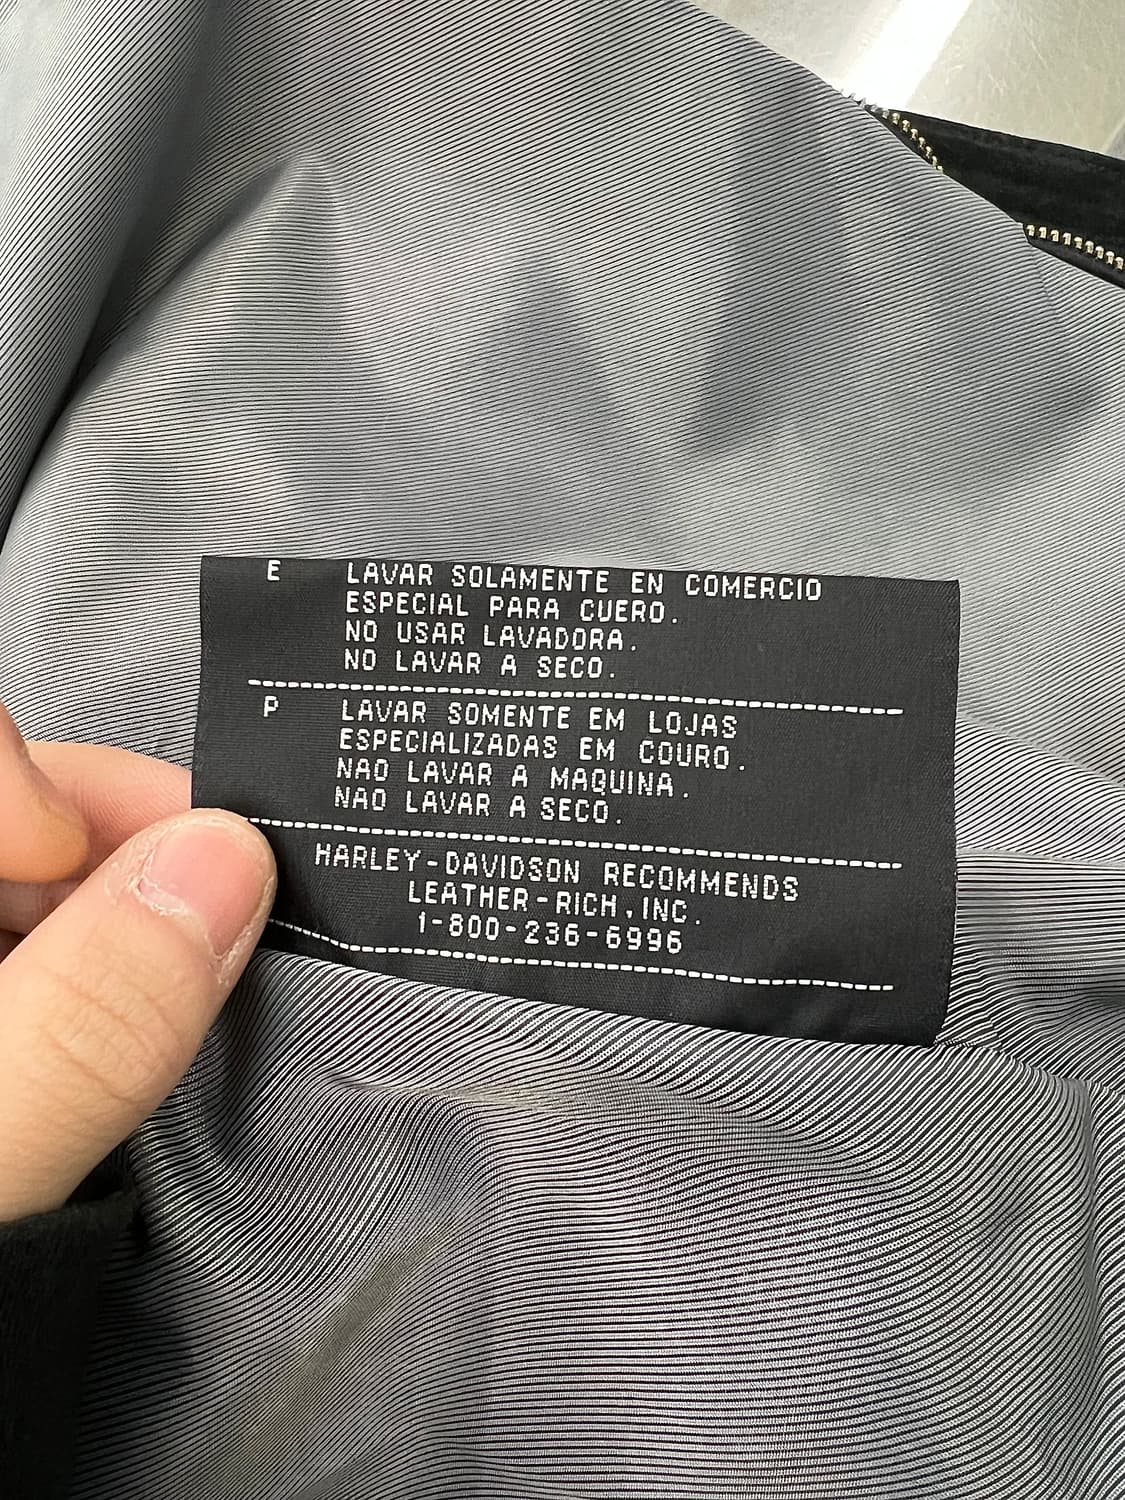 E LAVAR SOLAMENTE EN COMERCIO
ESPECIAL PARA CUERO.
NO USAR LAVADORA.
NO LAVAR A SECO.
P LAVAR SOMENTE EM LOJAS
ESPECIALIZADAS EM COURO.
NAO LAVAR A MAQUINA.
NAO LAVAR A SECO.
HARLEY-DAVIDSON RECOMMENDS
LEATHER-RICH,INC.
1-800-236-6996